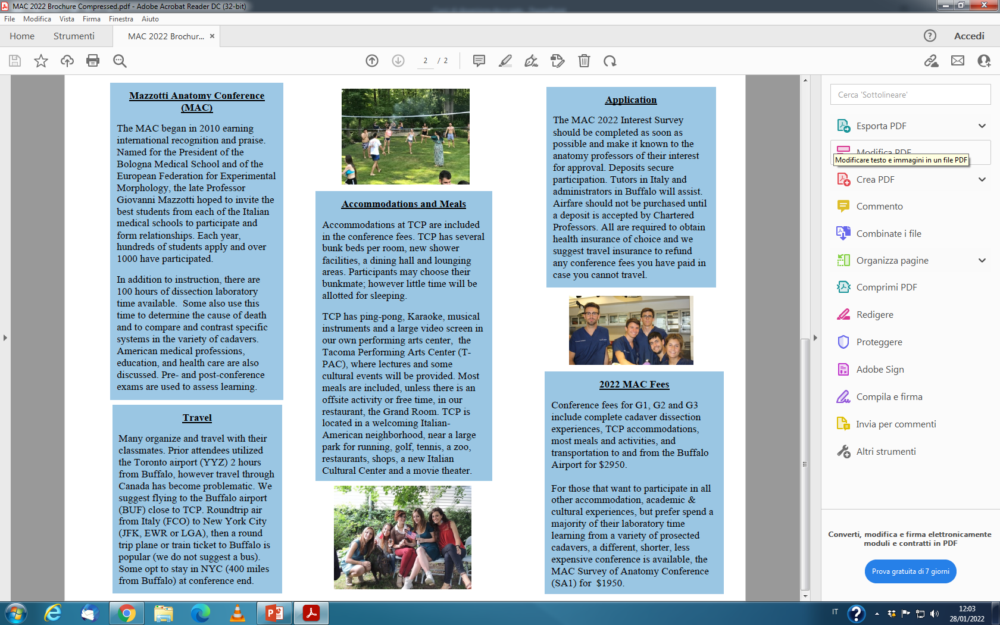 MAC 2022 Brochure Compressed.pdf - Adobe Acrobat Reader DC (32-bit)
File Modifica Vista Firma Finestra Aiuto
Home Strumenti MAC 2022 Brochur... × Accedi
2 / 2
Mazzotti Anatomy Conference
(MAC)
The MAC began in 2010 earning
international recognition and praise.
Named for the President of the
Bologna Medical School and of the
European Federation for Experimental
Morphology, the late Professor
Giovanni Mazzotti hoped to invite the
best students from each of the Italian
medical schools to participate and
form relationships. Each year,
hundreds of students apply and over
1000 have participated.
In addition to instruction, there are
100 hours of dissection laboratory
time available.  Some also use this
time to determine the cause of death
and to compare and contrast specific
systems in the variety of cadavers.
American medical professions,
education, and health care are also
discussed. Pre- and post-conference
exams are used to assess learning.
Travel
Many organize and travel with their
classmates. Prior attendees utilized
the Toronto airport (YYZ) 2 hours
from Buffalo, however travel through
Canada has become problematic. We
suggest flying to the Buffalo airport
(BUF) close to TCP. Roundtrip air
from Italy (FCO) to New York City
(JFK, EWR or LGA), then a round
trip plane or train ticket to Buffalo is
popular (we do not suggest a bus).
Some opt to stay in NYC (400 miles
from Buffalo) at conference end.
Accommodations and Meals
Accommodations at TCP are included
in the conference fees. TCP has several
bunk beds per room, new shower
facilities, a dining hall and lounging
areas. Participants may choose their
bunkmate; however little time will be
allotted for sleeping.
TCP has ping-pong, Karaoke, musical
instruments and a large video screen in
our own performing arts center,  the
Tacoma Performing Arts Center (T-
PAC), where lectures and some
cultural events will be provided. Most
meals are included, unless there is an
offsite activity or free time, in our
restaurant, the Grand Room. TCP is
located in a welcoming Italian-
American neighborhood, near a large
park for running, golf, tennis, a zoo,
restaurants, shops, a new Italian
Cultural Center and a movie theater.
Application
The MAC 2022 Interest Survey
should be completed as soon as
possible and make it known to the
anatomy professors of their interest
for approval. Deposits secure
participation. Tutors in Italy and
administrators in Buffalo will assist.
Airfare should not be purchased until
a deposit is accepted by Chartered
Professors. All are required to obtain
health insurance of choice and we
suggest travel insurance to refund
any conference fees you have paid in
case you cannot travel.
2022 MAC Fees
Conference fees for G1, G2 and G3
include complete cadaver dissection
experiences, TCP accommodations,
most meals and activities, and
transportation to and from the Buffalo
Airport for $2950.
For those that want to participate in all
other accommodation, academic &
cultural experiences, but prefer spend a
majority of their laboratory time
learning from a variety of prosected
cadavers, a different, shorter, less
expensive conference is available, the
MAC Survey of Anatomy Conference
(SA1) for  $1950.
Cerca 'Sottolineare'
Esporta PDF
Modifica PDF
Modificare testo e immagini in un file PDF
Crea PDF
Commento
Combinate i file
Organizza pagine
Comprimi PDF
Redigere
Proteggere
Adobe Sign
Compila e firma
Invia per commenti
Altri strumenti
Converti, modifica e firma elettronicamente
moduli e contratti in PDF
Prova gratuita di 7 giorni
IT
12:03
28/01/2022